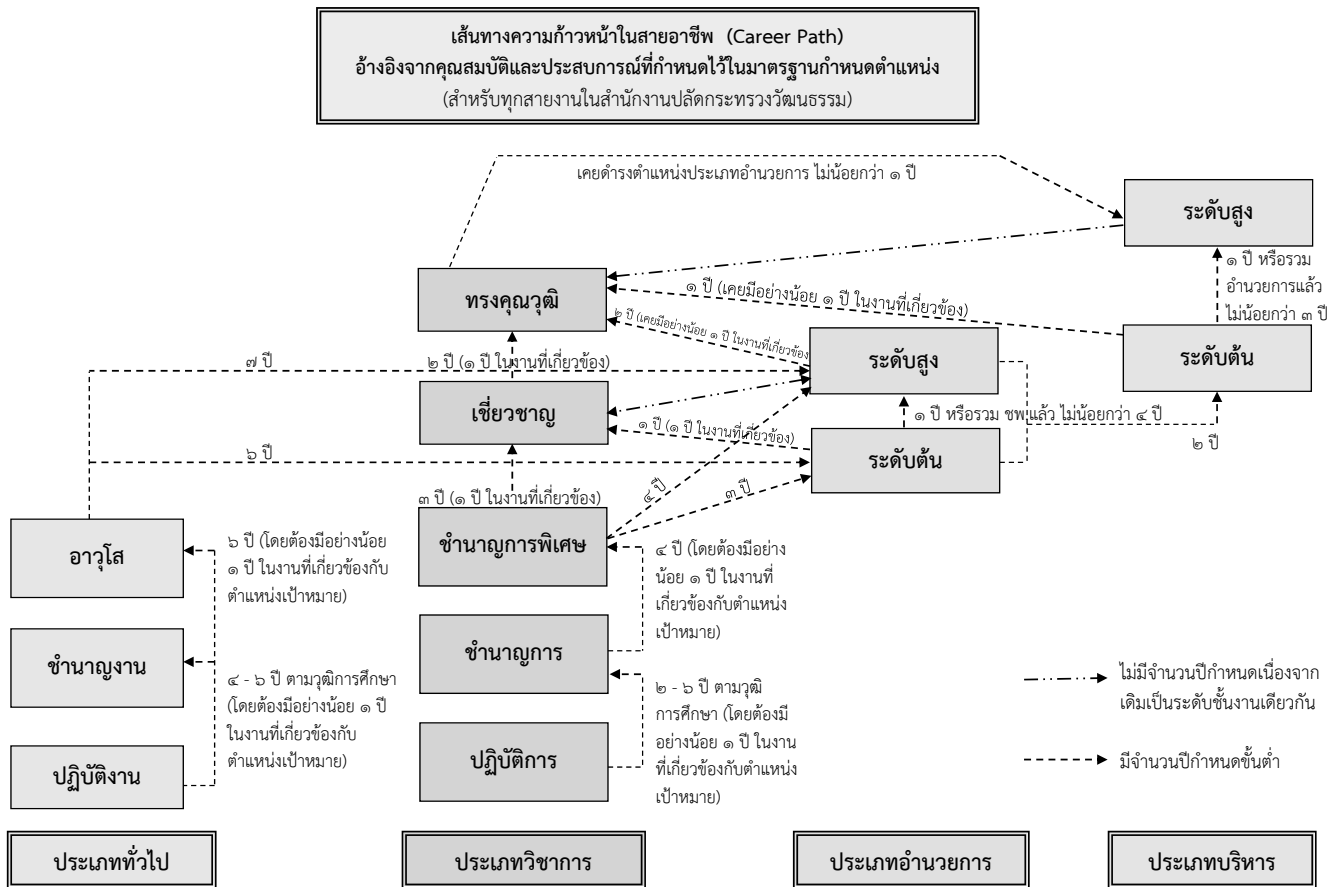 เส้นทางความก้าวหน้าในสายอาชีพ (Career Path)
อ้างอิงจากคุณสมบัติและประสบการณ์ที่กำหนดไว้ในมาตรฐานกำหนดตำแหน่ง
(สำหรับทุกสายงานในสำนักงานปลัดกระทรวงวัฒนธรรม)
เคยดำรงตำแหน่งประเภทอำนวยการ ไม่น้อยกว่า ๑ ปี
ระดับสูง
ทรงคุณวุฒิ
๑ ปี (เคยมีอย่างน้อย ๑ ปี ในงานที่เกี่ยวข้อง)
๑ ปี หรือรวม
อำนวยการแล้ว
ไม่น้อยกว่า ๓ ปี
๒ ปี (เคยมีอย่างน้อย ๑ ปี ในงานที่เกี่ยวข้อง)
ระดับสูง
ระดับต้น
๗ ปี
๒ ปี (๑ ปี ในงานที่เกี่ยวข้อง)
เชี่ยวชาญ
๑ ปี (๑ ปี ในงานที่เกี่ยวข้อง)
๑ ปี หรือรวม ชพ.แล้ว ไม่น้อยกว่า ๔ ปี
๒ ปี
๖ ปี
ระดับต้น
๓ ปี (๑ ปี ในงานที่เกี่ยวข้อง)
๔ ปี
๓ ปี
อาวุโส
๖ ปี (โดยต้องมีอย่างน้อย
๑ ปี ในงานที่เกี่ยวข้องกับ
ตำแหน่งเป้าหมาย)
ชำนาญการพิเศษ
๔ ปี (โดยต้องมีอย่าง
น้อย ๑ ปี ในงานที่
เกี่ยวข้องกับตำแหน่ง
เป้าหมาย)
ชำนาญงาน
๔ - ๖ ปี ตามวุฒิการศึกษา
(โดยต้องมีอย่างน้อย ๑ ปี
ในงานที่เกี่ยวข้องกับ
ตำแหน่งเป้าหมาย)
ชำนาญการ
๒ - ๖ ปี ตามวุฒิ
การศึกษา (โดยต้องมี
อย่างน้อย ๑ ปี ในงาน
ที่เกี่ยวข้องกับตำแหน่ง
เป้าหมาย)
ปฏิบัติงาน
ปฏิบัติการ
ไม่มีจำนวนปีกำหนดเนื่องจาก
เดิมเป็นระดับชั้นงานเดียวกัน
มีจำนวนปีกำหนดขั้นต่ำ
ประเภททั่วไป
ประเภทวิชาการ
ประเภทอำนวยการ
ประเภทบริหาร